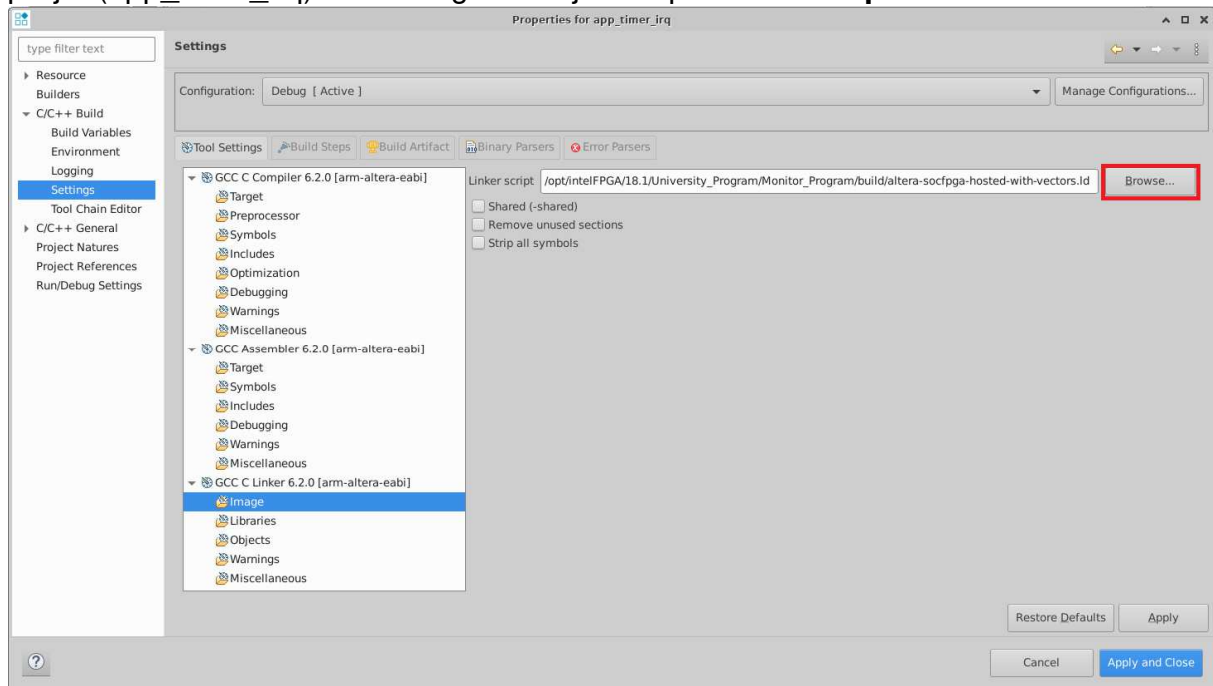 Properties for app_timer_irq
type filter text
Settings
Resource
Builders
C/C++ Build
Build Variables
Environment
Logging
Settings
Tool Chain Editor
C/C++ General
Project Natures
Project References
Run/Debug Settings
Configuration:
Debug [ Active ]
Manage Configurations...
Tool Settings
Build Steps
Build Artifact
Binary Parsers
Error Parsers
GCC C Compiler 6.2.0 [arm-altera-eabi]
Target
Preprocessor
Symbols
Includes
Optimization
Debugging
Warnings
Miscellaneous
GCC Assembler 6.2.0 [arm-altera-eabi]
Target
Symbols
Includes
Debugging
Warnings
Miscellaneous
GCC C Linker 6.2.0 [arm-altera-eabi]
Image
Libraries
Objects
Warnings
Miscellaneous
Linker script
/opt/intelFPGA/18.1/University_Program/Monitor_Program/build/altera-socfpga-hosted-with-vectors.ld
Browse...
Shared (-shared)
Remove unused sections
Strip all symbols
Restore Defaults
Apply
?
Cancel
Apply and Close